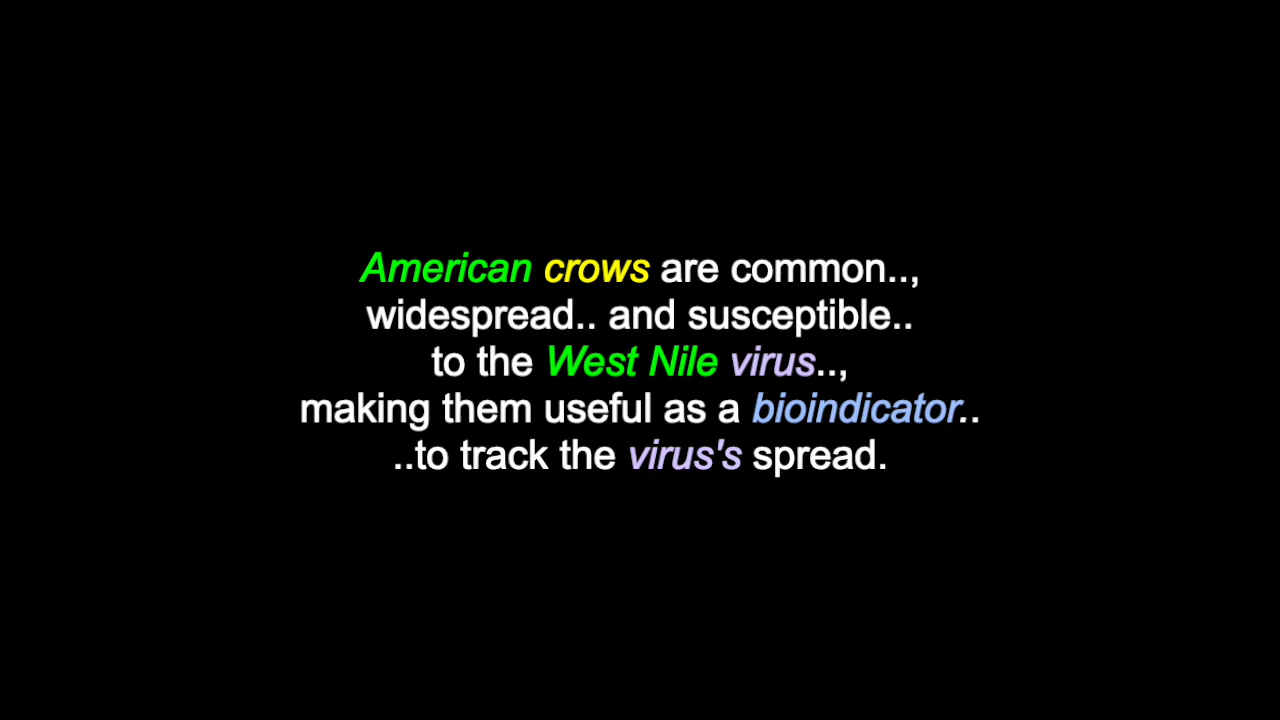 American crows are common..,
widespread.. and susceptible..
to the West Nile virus..,
making them useful as a bioindicator..
..to track the virus's spread.